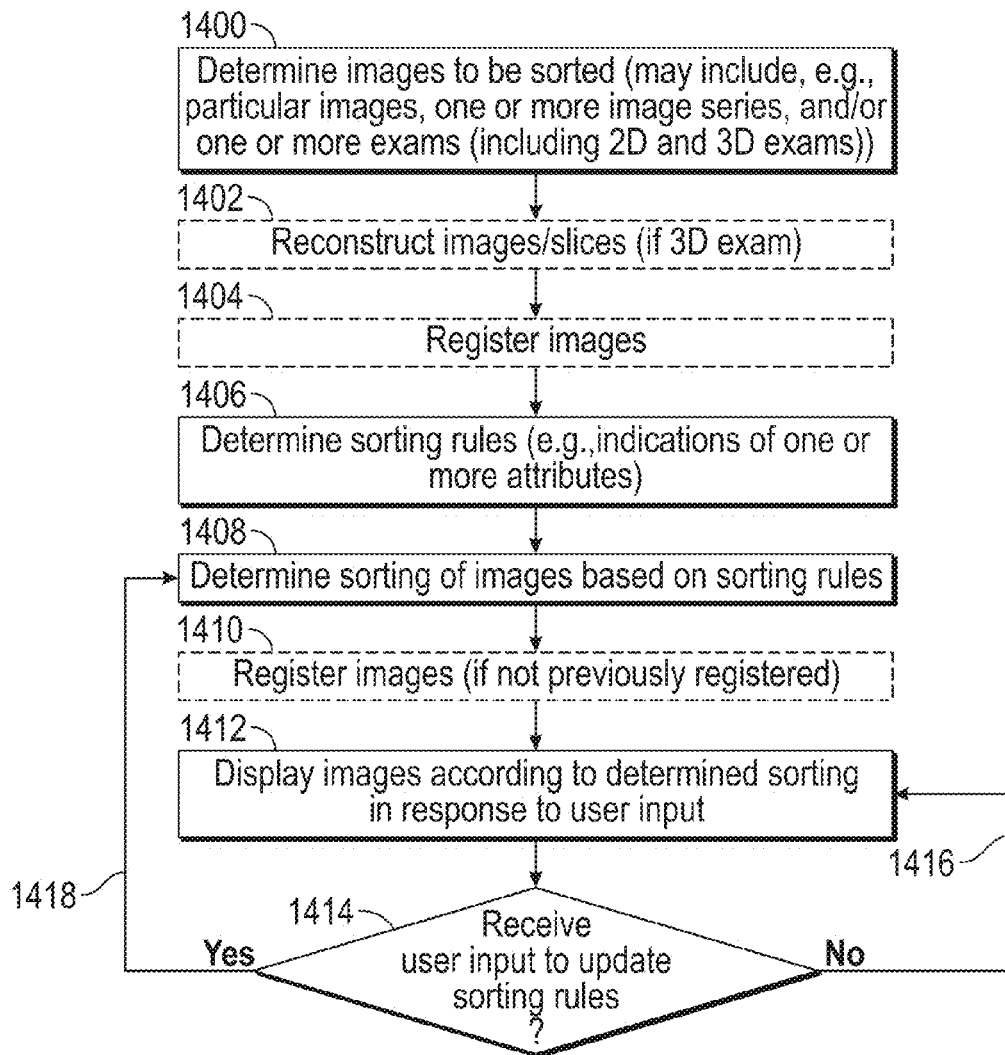 1400
Determine images to be sorted (may include, e.g.,
particular images, one or more image series, and/or
one or more exams (including 2D and 3D exams))
1402
Reconstruct images/slices (if 3D exam)
1404
Register images
1406
Determine sorting rules (e.g.,indications of one or
more attributes)
1408
Determine sorting of images based on sorting rules
1410
Register images (if not previously registered)
1412
Display images according to determined sorting
in response to user input
1416
1418
1414
Receive
user input to update
sorting rules
?
Yes
No